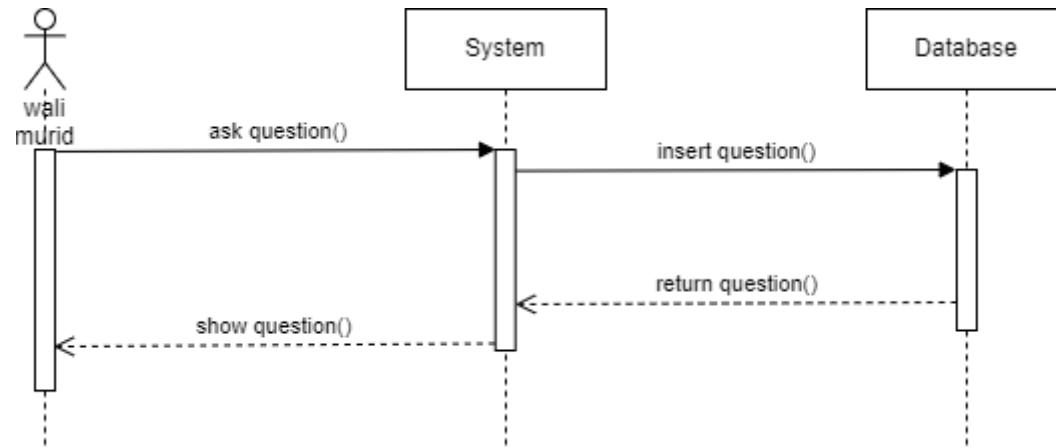 System
Database
wali
murid
ask question()
insert question()
return question()
show question()